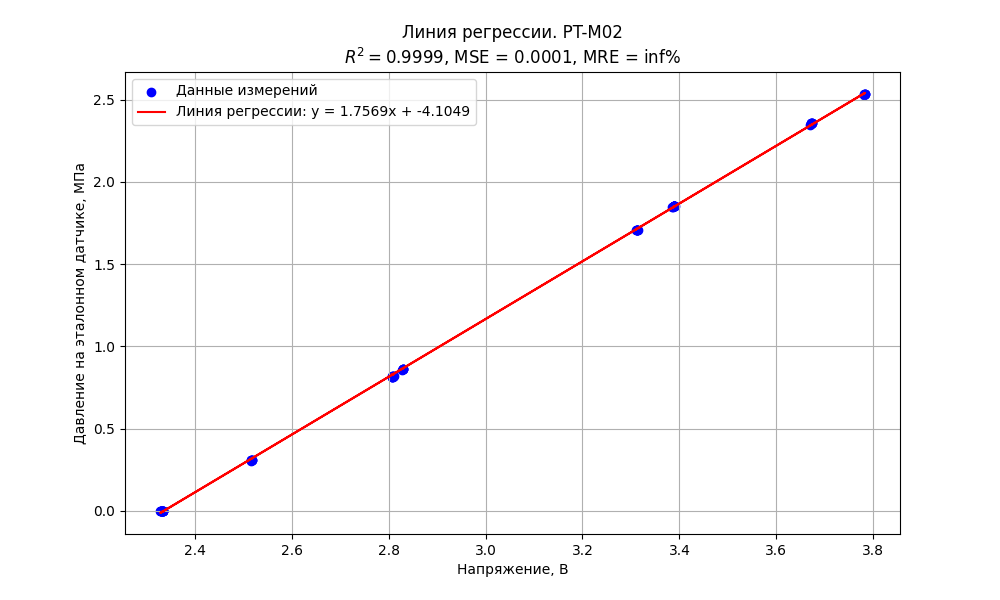 Линия регрессии. PT-M02
R² = 0.9999, MSE = 0.0001, MRE = inf%
Данные измерений
Линия регрессии: y = 1.7569x + -4.1049
Давление на эталонном датчике, МПа
2.5
2.0
1.5
1.0
0.5
0.0
2.4 2.6 2.8 3.0 3.2 3.4 3.6 3.8
Напряжение, В